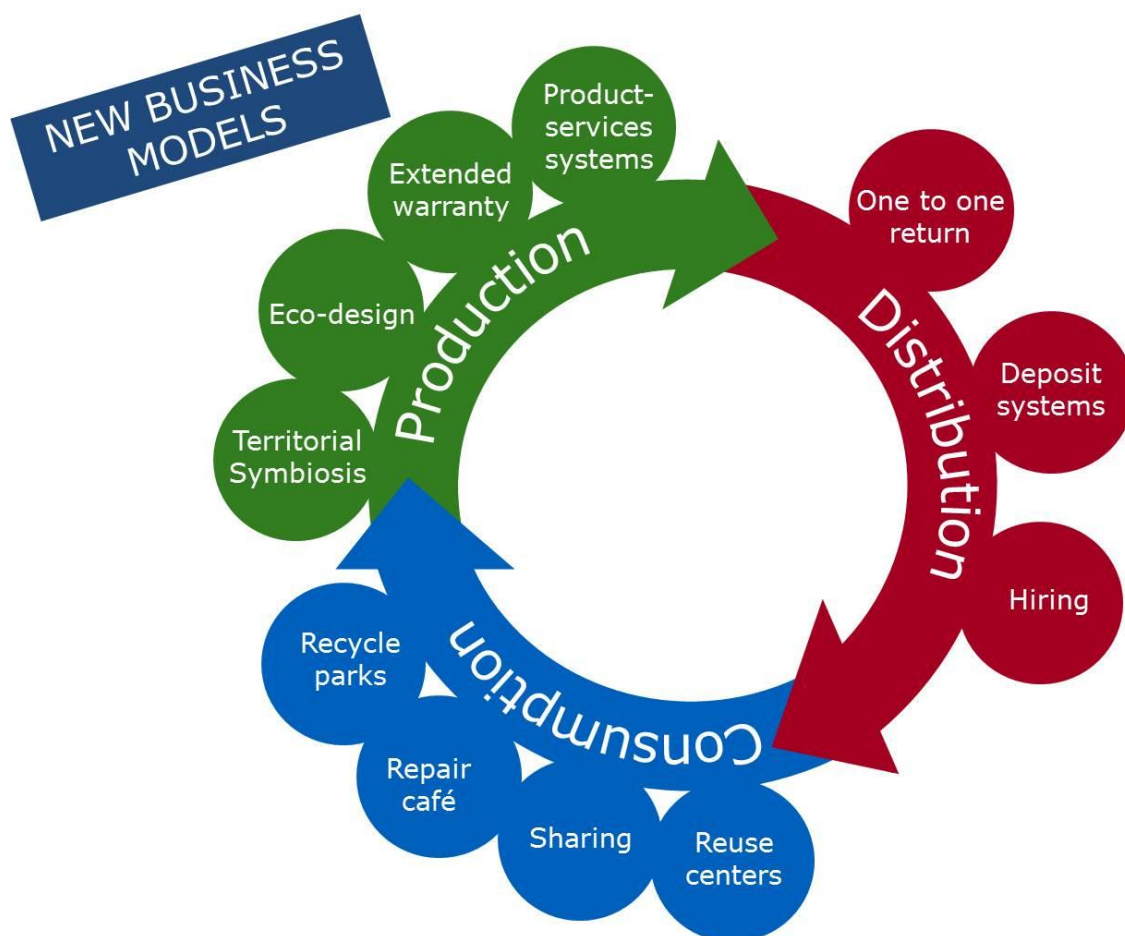 NEW BUSINESS
MODELS
Product-
services
systems
Extended
warranty
Eco-design
Territorial
Symbiosis
Production
One to one
return
Deposit
systems
Hiring
Distribution
Reuse
centers
Sharing
Repair
café
Recycle
parks
Consumption